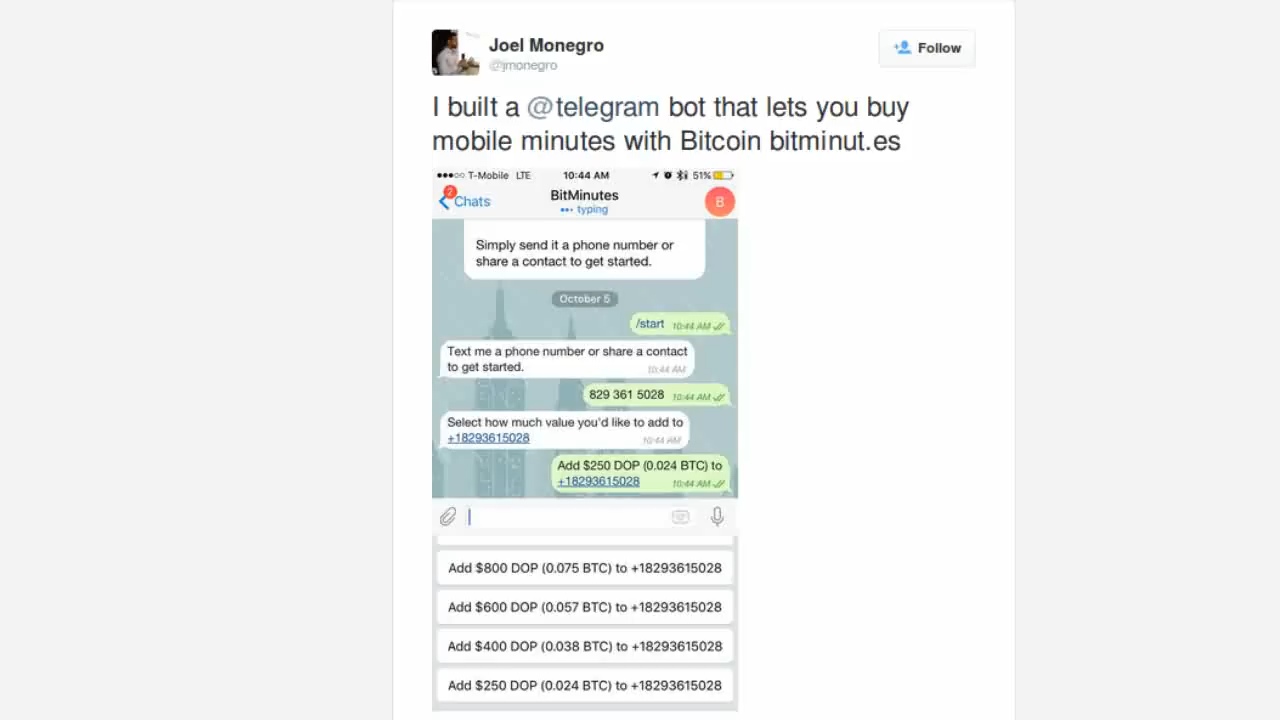 Joel Monegro
@jmonegro
Follow
I built a @telegram bot that lets you buy
mobile minutes with Bitcoin bitminut.es
T-Mobile LTE 10:44 AM 51%
2
Chats
BitMinutes
••• typing
B
Simply send it a phone number or
share a contact to get started.
October 5
/start 10:44 AM
Text me a phone number or share a contact
to get started. 10:44 AM
829 361 5028 10:44 AM
Select how much value you'd like to add to
+18293615028 10:44 AM
Add $250 DOP (0.024 BTC) to
+18293615028 10:44 AM
Add $800 DOP (0.075 BTC) to +18293615028
Add $600 DOP (0.057 BTC) to +18293615028
Add $400 DOP (0.038 BTC) to +18293615028
Add $250 DOP (0.024 BTC) to +18293615028